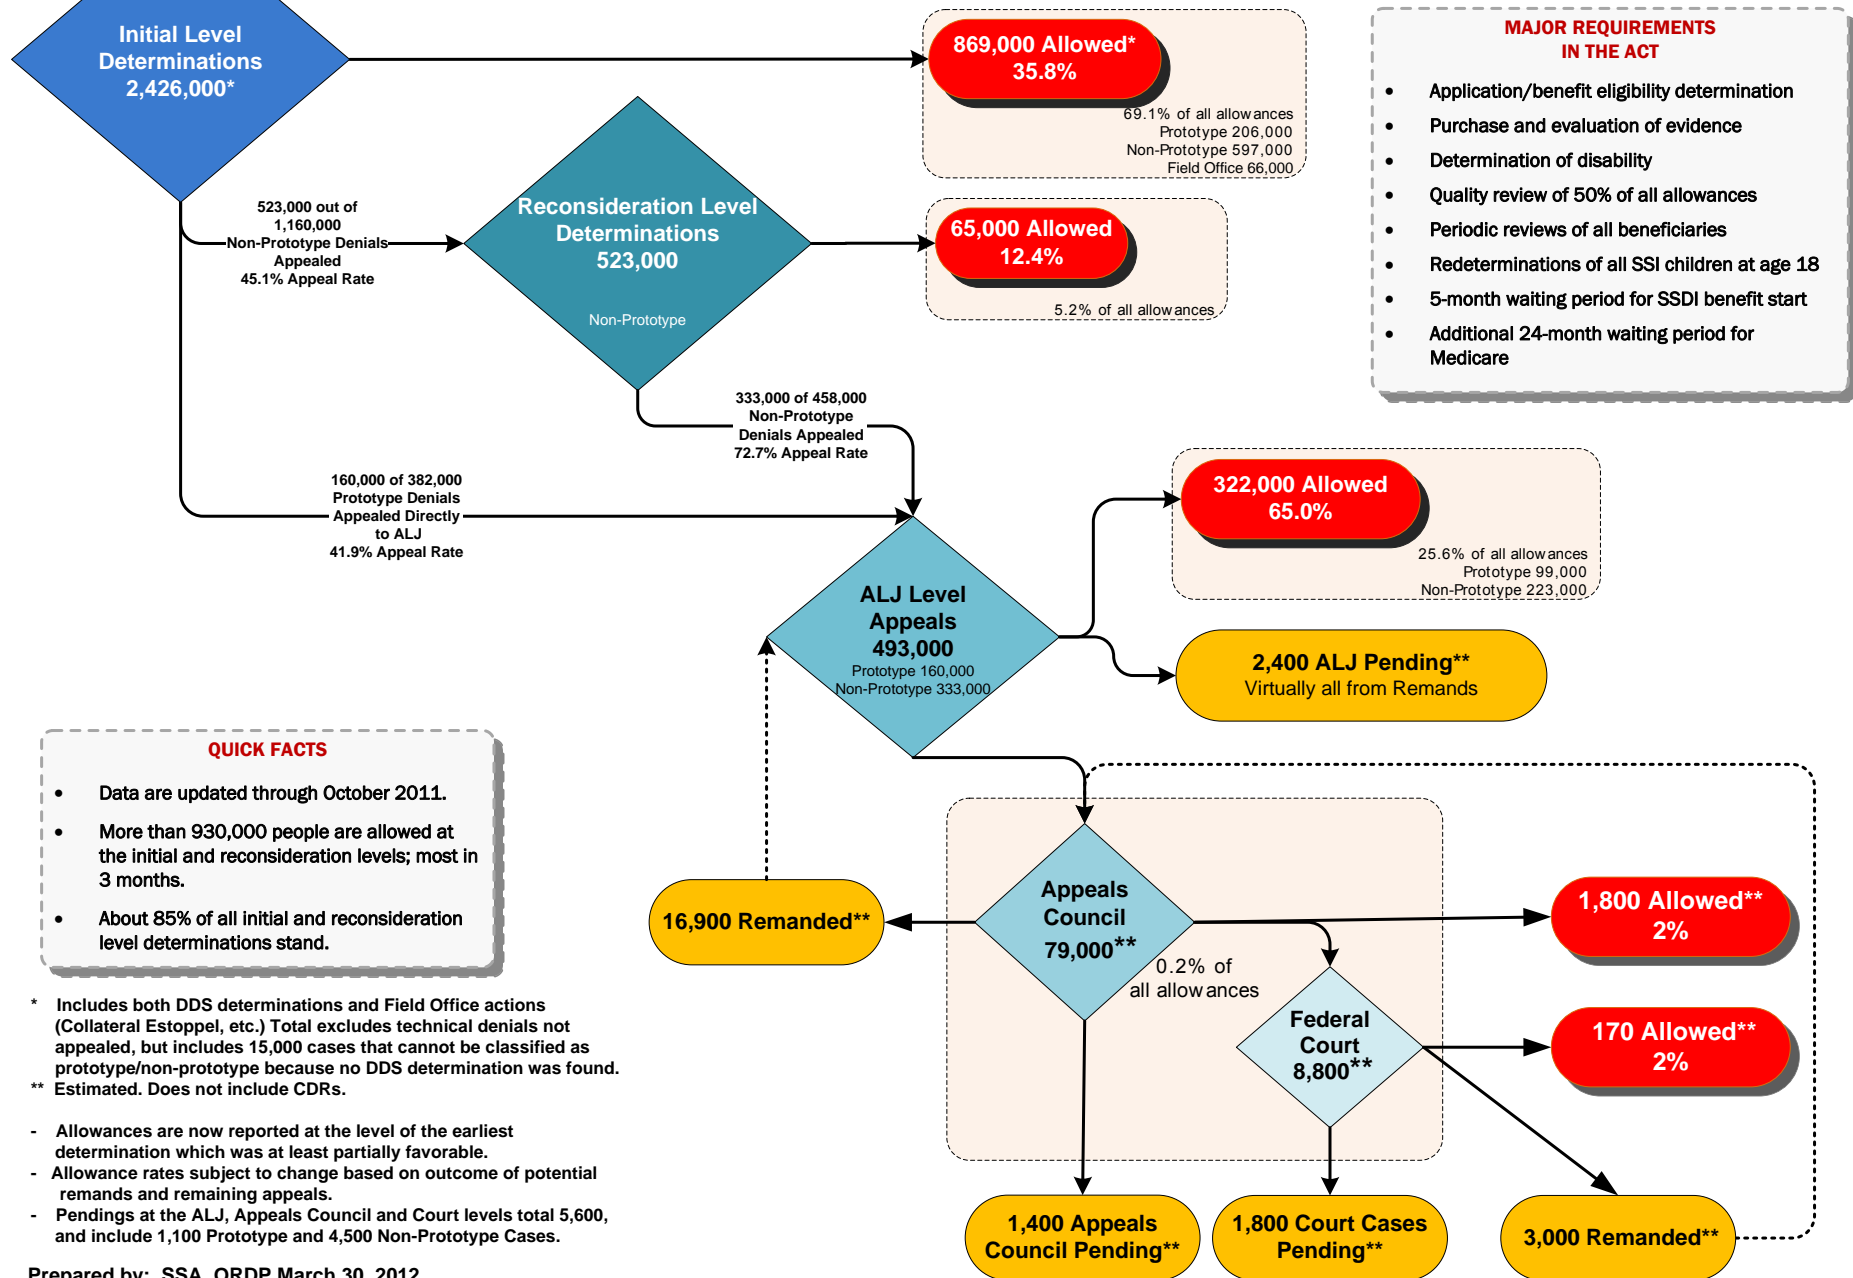 Initial Level
Determinations
2,426,000*
869,000 Allowed*
35.8%
69.1% of all allowances
Prototype 206,000
Non-Prototype 597,000
Field Office 66,000
MAJOR REQUIREMENTS
IN THE ACT
• Application/benefit eligibility determination
• Purchase and evaluation of evidence
• Determination of disability
• Quality review of 50% of all allowances
• Periodic reviews of all beneficiaries
• Redeterminations of all SSI children at age 18
• 5-month waiting period for SSDI benefit start
• Additional 24-month waiting period for
Medicare
523,000 out of
1,160,000
Non-Prototype Denials
Appealed
45.1% Appeal Rate
Reconsideration Level
Determinations
523,000
Non-Prototype
65,000 Allowed
12.4%
5.2% of all allowances
333,000 of 458,000
Non-Prototype
Denials Appealed
72.7% Appeal Rate
160,000 of 382,000
Prototype Denials
Appealed Directly
to ALJ
41.9% Appeal Rate
322,000 Allowed
65.0%
25.6% of all allowances
Prototype 99,000
Non-Prototype 223,000
ALJ Level
Appeals
493,000
Prototype 160,000
Non-Prototype 333,000
2,400 ALJ Pending**
Virtually all from Remands
QUICK FACTS
• Data are updated through October 2011.
• More than 930,000 people are allowed at
the initial and reconsideration levels; most in
3 months.
• About 85% of all initial and reconsideration
level determinations stand.
16,900 Remanded**
Appeals
Council
79,000**
0.2% of
all allowances
1,800 Allowed**
2%
Federal
Court
8,800**
170 Allowed**
2%
1,400 Appeals
Council Pending**
1,800 Court Cases
Pending**
3,000 Remanded**
* Includes both DDS determinations and Field Office actions
(Collateral Estoppel, etc.) Total excludes technical denials not
appealed, but includes 15,000 cases that cannot be classified as
prototype/non-prototype because no DDS determination was found.
** Estimated. Does not include CDRs.
- Allowances are now reported at the level of the earliest
determination which was at least partially favorable.
- Allowance rates subject to change based on outcome of potential
remands and remaining appeals.
- Pendings at the ALJ, Appeals Council and Court levels total 5,600,
and include 1,100 Prototype and 4,500 Non-Prototype Cases.
Prepared by: SSA, ORDP March 30, 2012